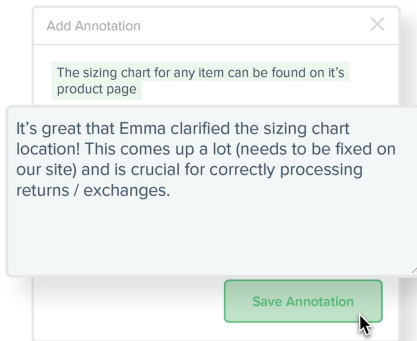 Add Annotation
The sizing chart for any item can be found on it's
product page
It's great that Emma clarified the sizing chart
location! This comes up a lot (needs to be fixed on
our site) and is crucial for correctly processing
returns / exchanges.
Save Annotation